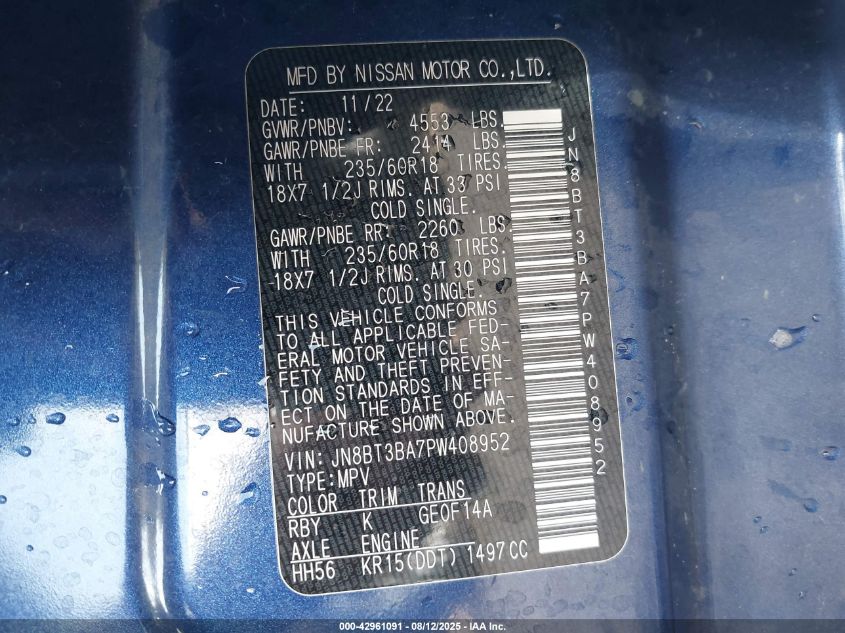 MFD BY NISSAN MOTOR CO.,LTD.
DATE: 11/22
GVWR/PNBV: 4553 LBS.
GAWR/PNBE FR: 2414 LBS.
WITH 235/60R18 TIRES.
18X7 1/2J RIMS. AT 33 PSI
COLD SINGLE.
GAWR/PNBE RR: 2260 LBS.
WITH 235/60R18 TIRES.
18X7 1/2J RIMS. AT 30 PSI
COLD SINGLE.
THIS VEHICLE CONFORMS
TO ALL APPLICABLE FED-
ERAL MOTOR VEHICLE SA-
FETY AND THEFT PREVEN-
TION STANDARDS IN EFF-
ECT ON THE DATE OF MA-
NUFACTURE SHOWN ABOVE.
VIN: JN8BT3BA7PW408952
TYPE:MPV
COLOR TRIM TRANS
RBY K GE0F14A
AXLE ENGINE
HH56 KR15(DDT) 1497CC
JN8BT3BA7PW408952
000-42961091 - 08/12/2025 - IAA Inc.